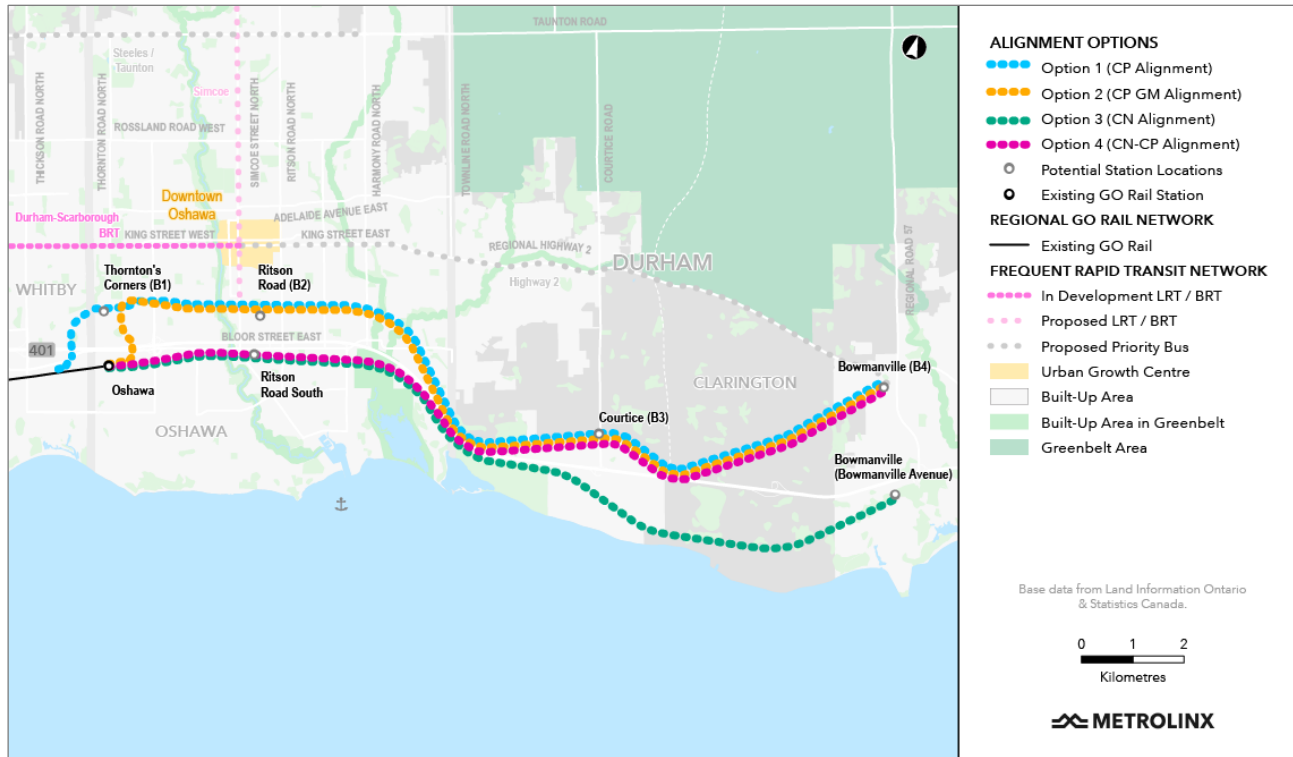 TAUNTON ROAD
Steeles /
Taunton
THICKSON ROAD NORTH
THORNTON ROAD NORTH
Simcoe
SIMCOE STREET NORTH
RITSON ROAD NORTH
HARMONY ROAD NORTH
TOWNLINE ROAD NORTH
COURTICE ROAD
REGIONAL ROAD 57
ROSSLAND ROAD WEST
Downtown
Oshawa
ADELAIDE AVENUE EAST
Durham-Scarborough
BRT
KING STREET WEST
KING STREET EAST
REGIONAL HIGHWAY 2
Highway 2
DURHAM
WHITBY
Thornton's
Corners (B1)
Ritson
Road (B2)
401
BLOOR STREET EAST
Oshawa
Ritson
Road South
OSHAWA
CLARINGTON
Bowmanville (B4)
Courtice (B3)
Bowmanville
(Bowmanville Avenue)
ALIGNMENT OPTIONS
Option 1 (CP Alignment)
Option 2 (CP GM Alignment)
Option 3 (CN Alignment)
Option 4 (CN-CP Alignment)
Potential Station Locations
Existing GO Rail Station
REGIONAL GO RAIL NETWORK
Existing GO Rail
FREQUENT RAPID TRANSIT NETWORK
In Development LRT / BRT
Proposed LRT / BRT
Proposed Priority Bus
Urban Growth Centre
Built-Up Area
Built-Up Area in Greenbelt
Greenbelt Area
Base data from Land Information Ontario
& Statistics Canada.
0 1 2
Kilometres
METROLINX